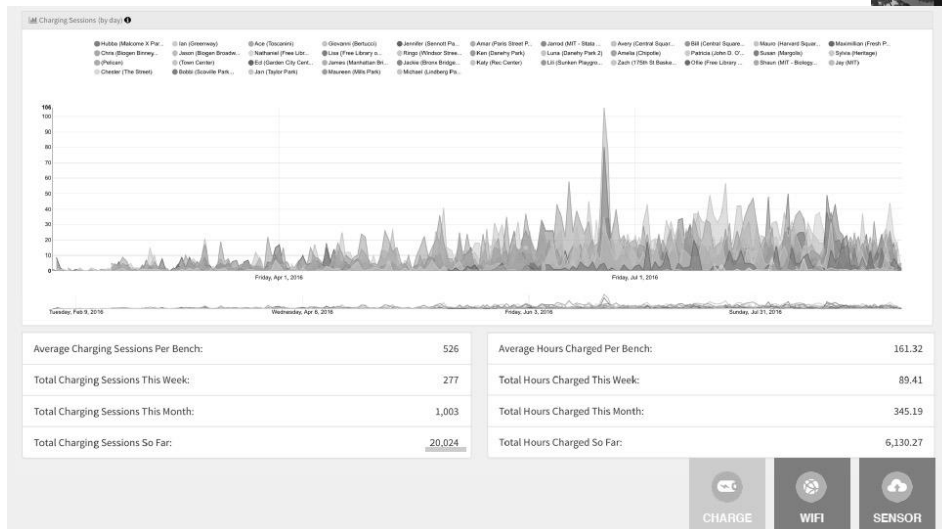 Charging Sessions (by day)
Hubba (Malcome X Par... Ian (Greenway) Ace (Toscanini) Giovanni (Bertucci) Jennifer (Sennott Pa... Amar (Paris Street P... Jarrod (MIT - Stata ... Avery (Central Squar... Bill (Central Square... Mauro (Harvard Squar... Maximilian (Fresh P...
Chris (Biogen Binney... Jason (Biogen Broadw... Nathaniel (Free Libr... Lisa (Free Library o... Ringo (Windsor Stree... Ken (Danehy Park) Luna (Danehy Park 2) Amelia (Chipotle) Patricia (John D. O'... Susan (Margolis) Sylvia (Heritage)
(Pelican) (Town Center) Ed (Garden City Cent... James (Manhattan Bri... Jackie (Bronx Bridge... Katy (Rec Center) Lili (Sunken Playgro... Zach (175th St Baske... Ollie (Free Library ... Shaun (MIT - Biology... Jay (MIT)
Chester (The Street) Bobbi (Scoville Park... Jan (Taylor Park) Maureen (Mills Park) Michael (Lindberg Pa...
106
100
90
80
70
60
50
40
30
20
10
0
Friday, Apr 1, 2016 Friday, Jul 1, 2016
Tuesday, Feb 9, 2016 Wednesday, Apr 6, 2016 Friday, Jun 3, 2016 Sunday, Jul 31, 2016
Average Charging Sessions Per Bench: 526
Total Charging Sessions This Week: 277
Total Charging Sessions This Month: 1,003
Total Charging Sessions So Far: 20,024
Average Hours Charged Per Bench: 161.32
Total Hours Charged This Week: 89.41
Total Hours Charged This Month: 345.19
Total Hours Charged So Far: 6,130.27
CHARGE WIFI SENSOR